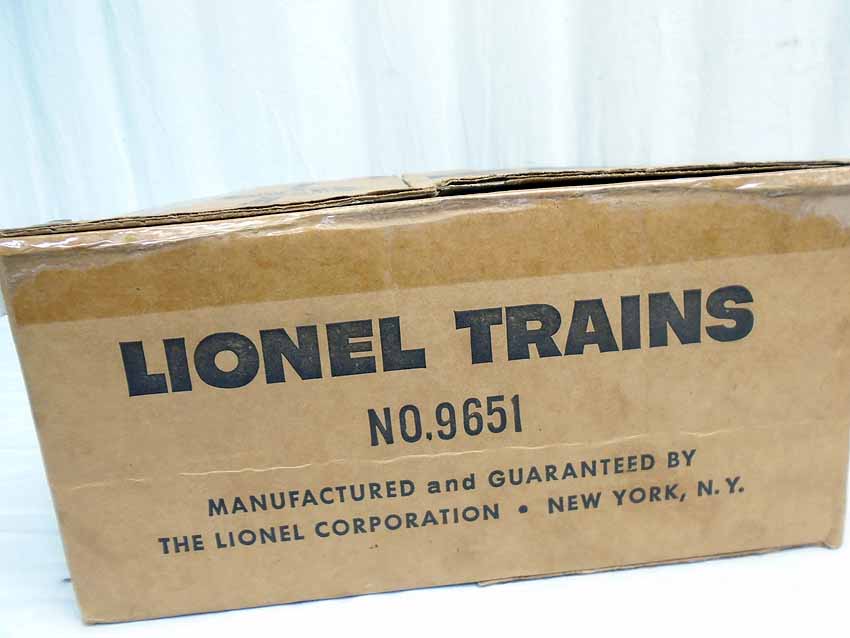 LIONEL TRAINS
NO.9651
MANUFACTURED and GUARANTEED BY
THE LIONEL CORPORATION • NEW YORK, N.Y.